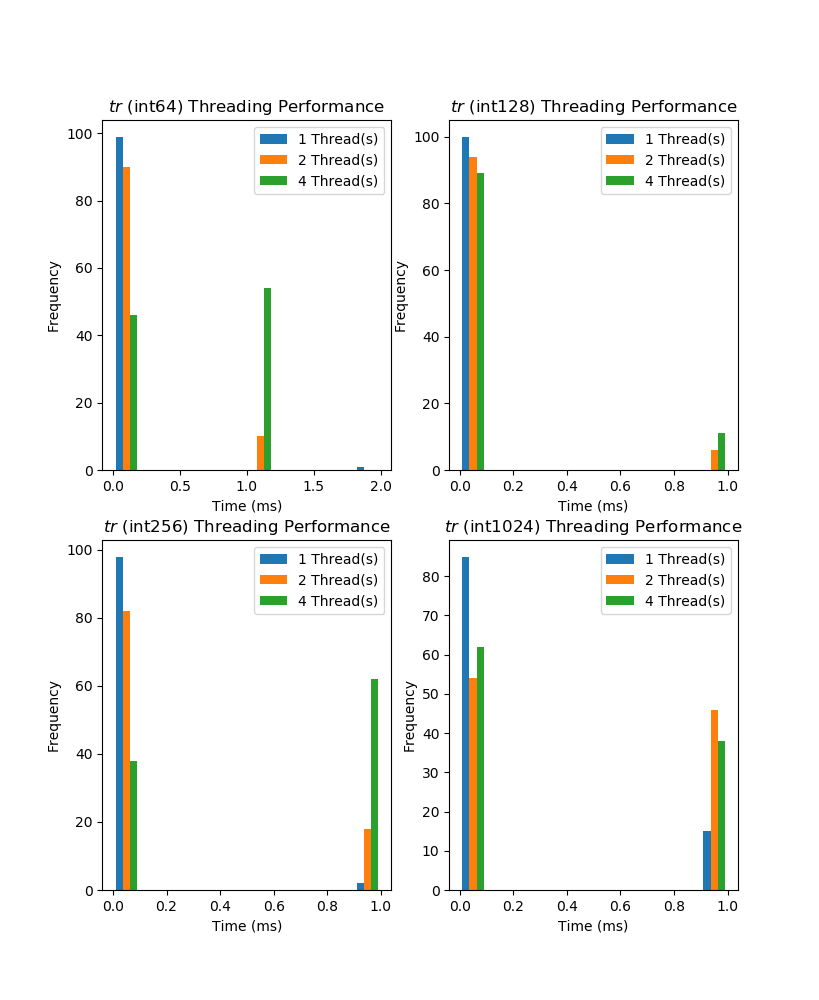 tr (int64) Threading Performance
100
80
60
40
20
0
Frequency
0.0 0.5 1.0 1.5 2.0
Time (ms)
1 Thread(s)
2 Thread(s)
4 Thread(s)
tr (int128) Threading Performance
100
80
60
40
20
0
Frequency
0.0 0.2 0.4 0.6 0.8 1.0
Time (ms)
1 Thread(s)
2 Thread(s)
4 Thread(s)
tr (int256) Threading Performance
100
80
60
40
20
0
Frequency
0.0 0.2 0.4 0.6 0.8 1.0
Time (ms)
1 Thread(s)
2 Thread(s)
4 Thread(s)
tr (int1024) Threading Performance
80
70
60
50
40
30
20
10
0
Frequency
0.0 0.2 0.4 0.6 0.8 1.0
Time (ms)
1 Thread(s)
2 Thread(s)
4 Thread(s)